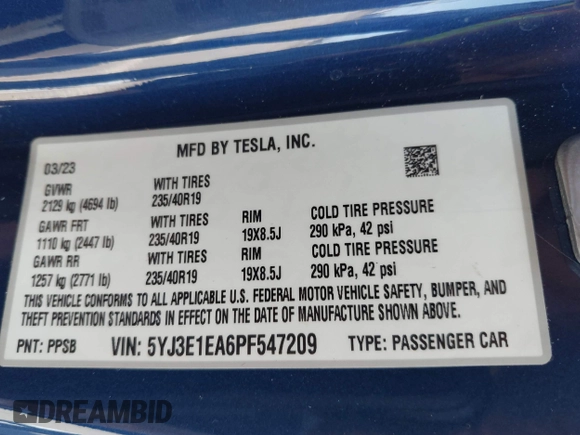 MFD BY TESLA, INC.
03/23
GVWR WITH TIRES
2129 kg (4694 lb) 235/40R19
GAWR FRT WITH TIRES RIM COLD TIRE PRESSURE
1110 kg (2447 lb) 235/40R19 19X8.5J 290 kPa, 42 psi
GAWR RR WITH TIRES RIM COLD TIRE PRESSURE
1257 kg (2771 lb) 235/40R19 19X8.5J 290 kPa, 42 psi
THIS VEHICLE CONFORMS TO ALL APPLICABLE U.S. FEDERAL MOTOR VEHICLE SAFETY, BUMPER, AND
THEFT PREVENTION STANDARDS IN EFFECT ON THE DATE OF MANUFACTURE SHOWN ABOVE.
PNT: PPSB VIN: 5YJ3E1EA6PF547209 TYPE: PASSENGER CAR
DREAMBID